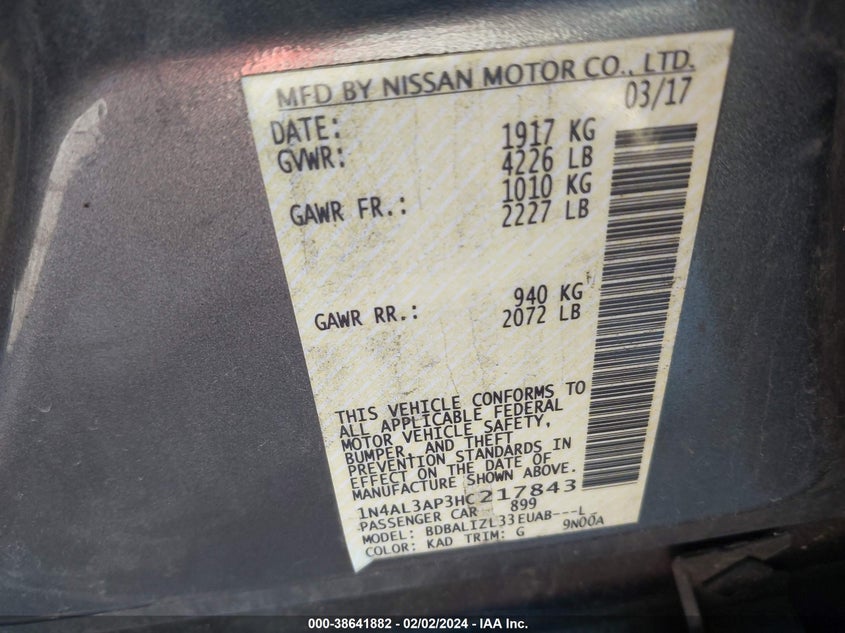 MFD BY NISSAN MOTOR CO., LTD.
03/17
DATE:
GVWR: 1917 KG
4226 LB
GAWR FR.: 1010 KG
2227 LB
GAWR RR.: 940 KG
2072 LB
THIS VEHICLE CONFORMS TO
ALL APPLICABLE FEDERAL
MOTOR VEHICLE SAFETY,
BUMPER, AND THEFT
PREVENTION STANDARDS IN
EFFECT ON THE DATE OF
MANUFACTURE SHOWN ABOVE.
1N4AL3AP3HC217843
PASSENGER CAR 899
MODEL: BDBALIZL33EUAB---L
COLOR: KAD TRIM: G 9N00A
000-38641882 / 02/02/2024 - IAA Inc.